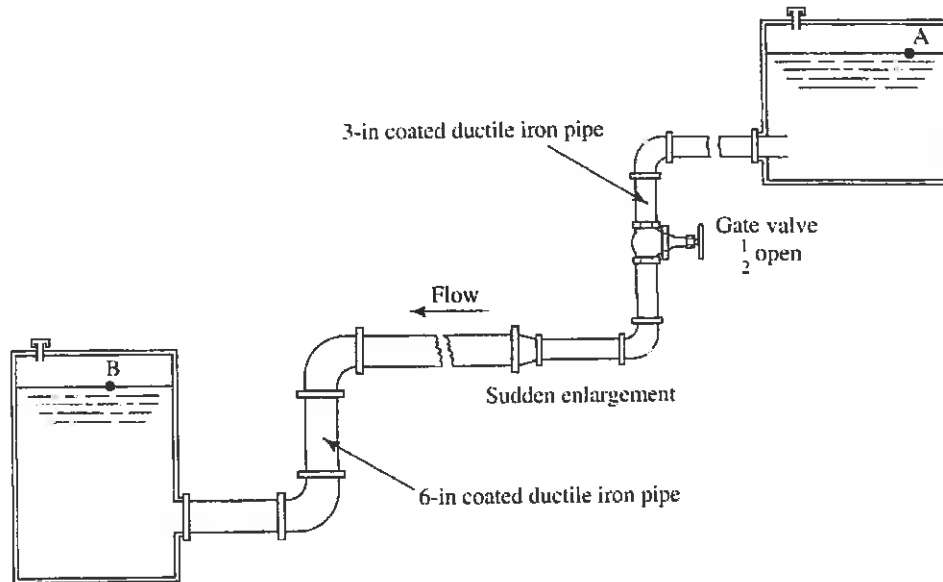 A
3-in coated ductile iron pipe
Gate valve
1/2 open
Flow
B
Sudden enlargement
6-in coated ductile iron pipe